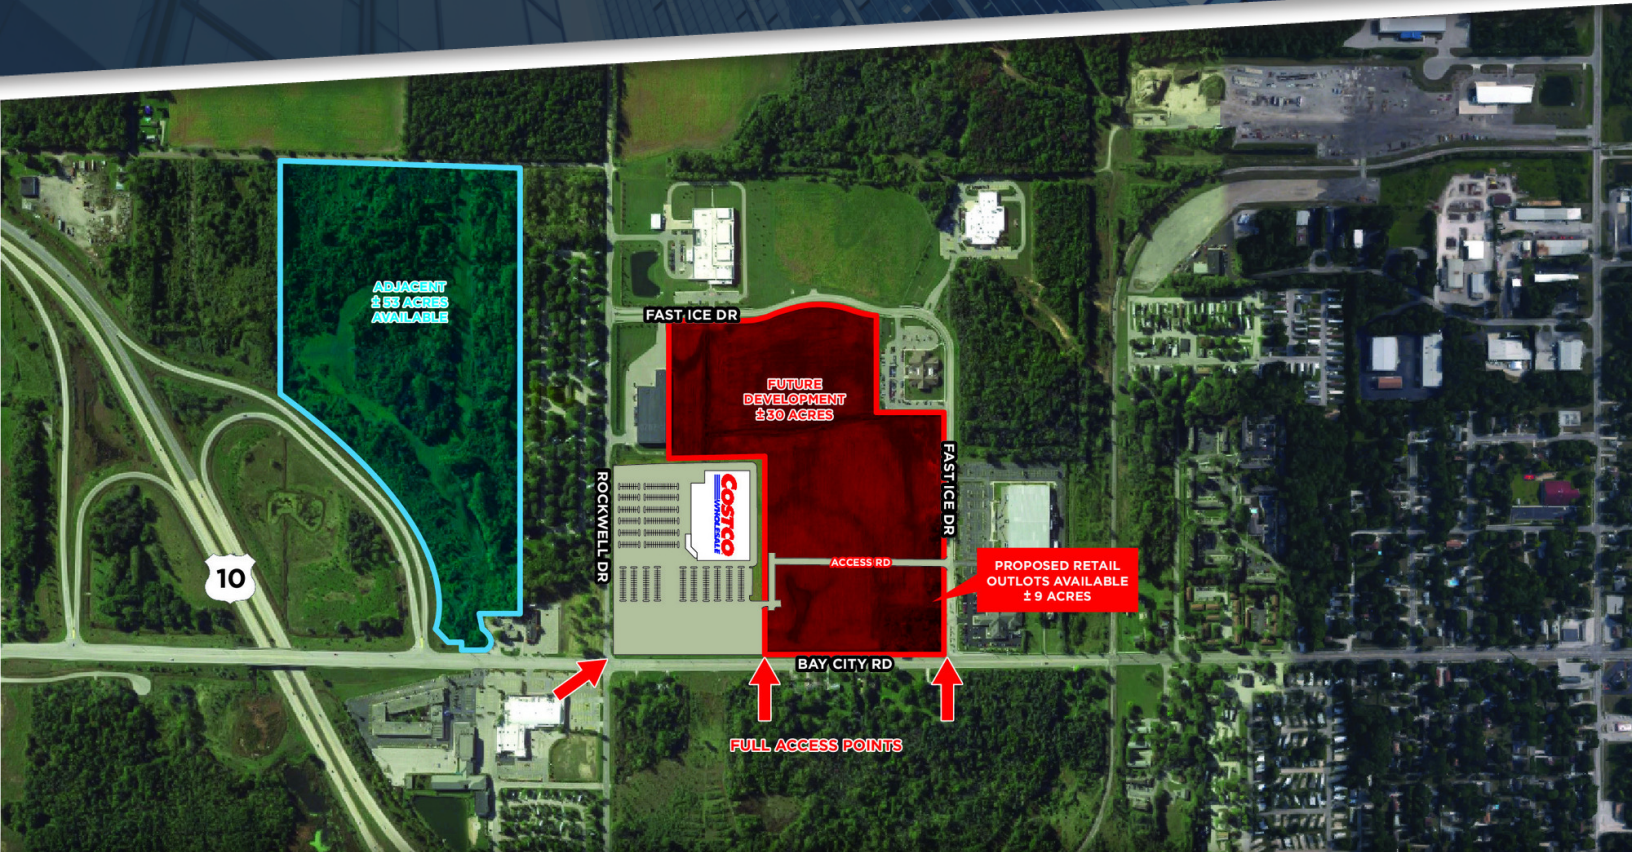 ADJACENT
± 53 ACRES
AVAILABLE
FAST ICE DR
FUTURE
DEVELOPMENT
± 30 ACRES
ROCKWELL DR
COSTCO
WHOLESALE
FAST ICE DR
ACCESS RD
PROPOSED RETAIL
OUTLOTS AVAILABLE
± 9 ACRES
10
BAY CITY RD
FULL ACCESS POINTS